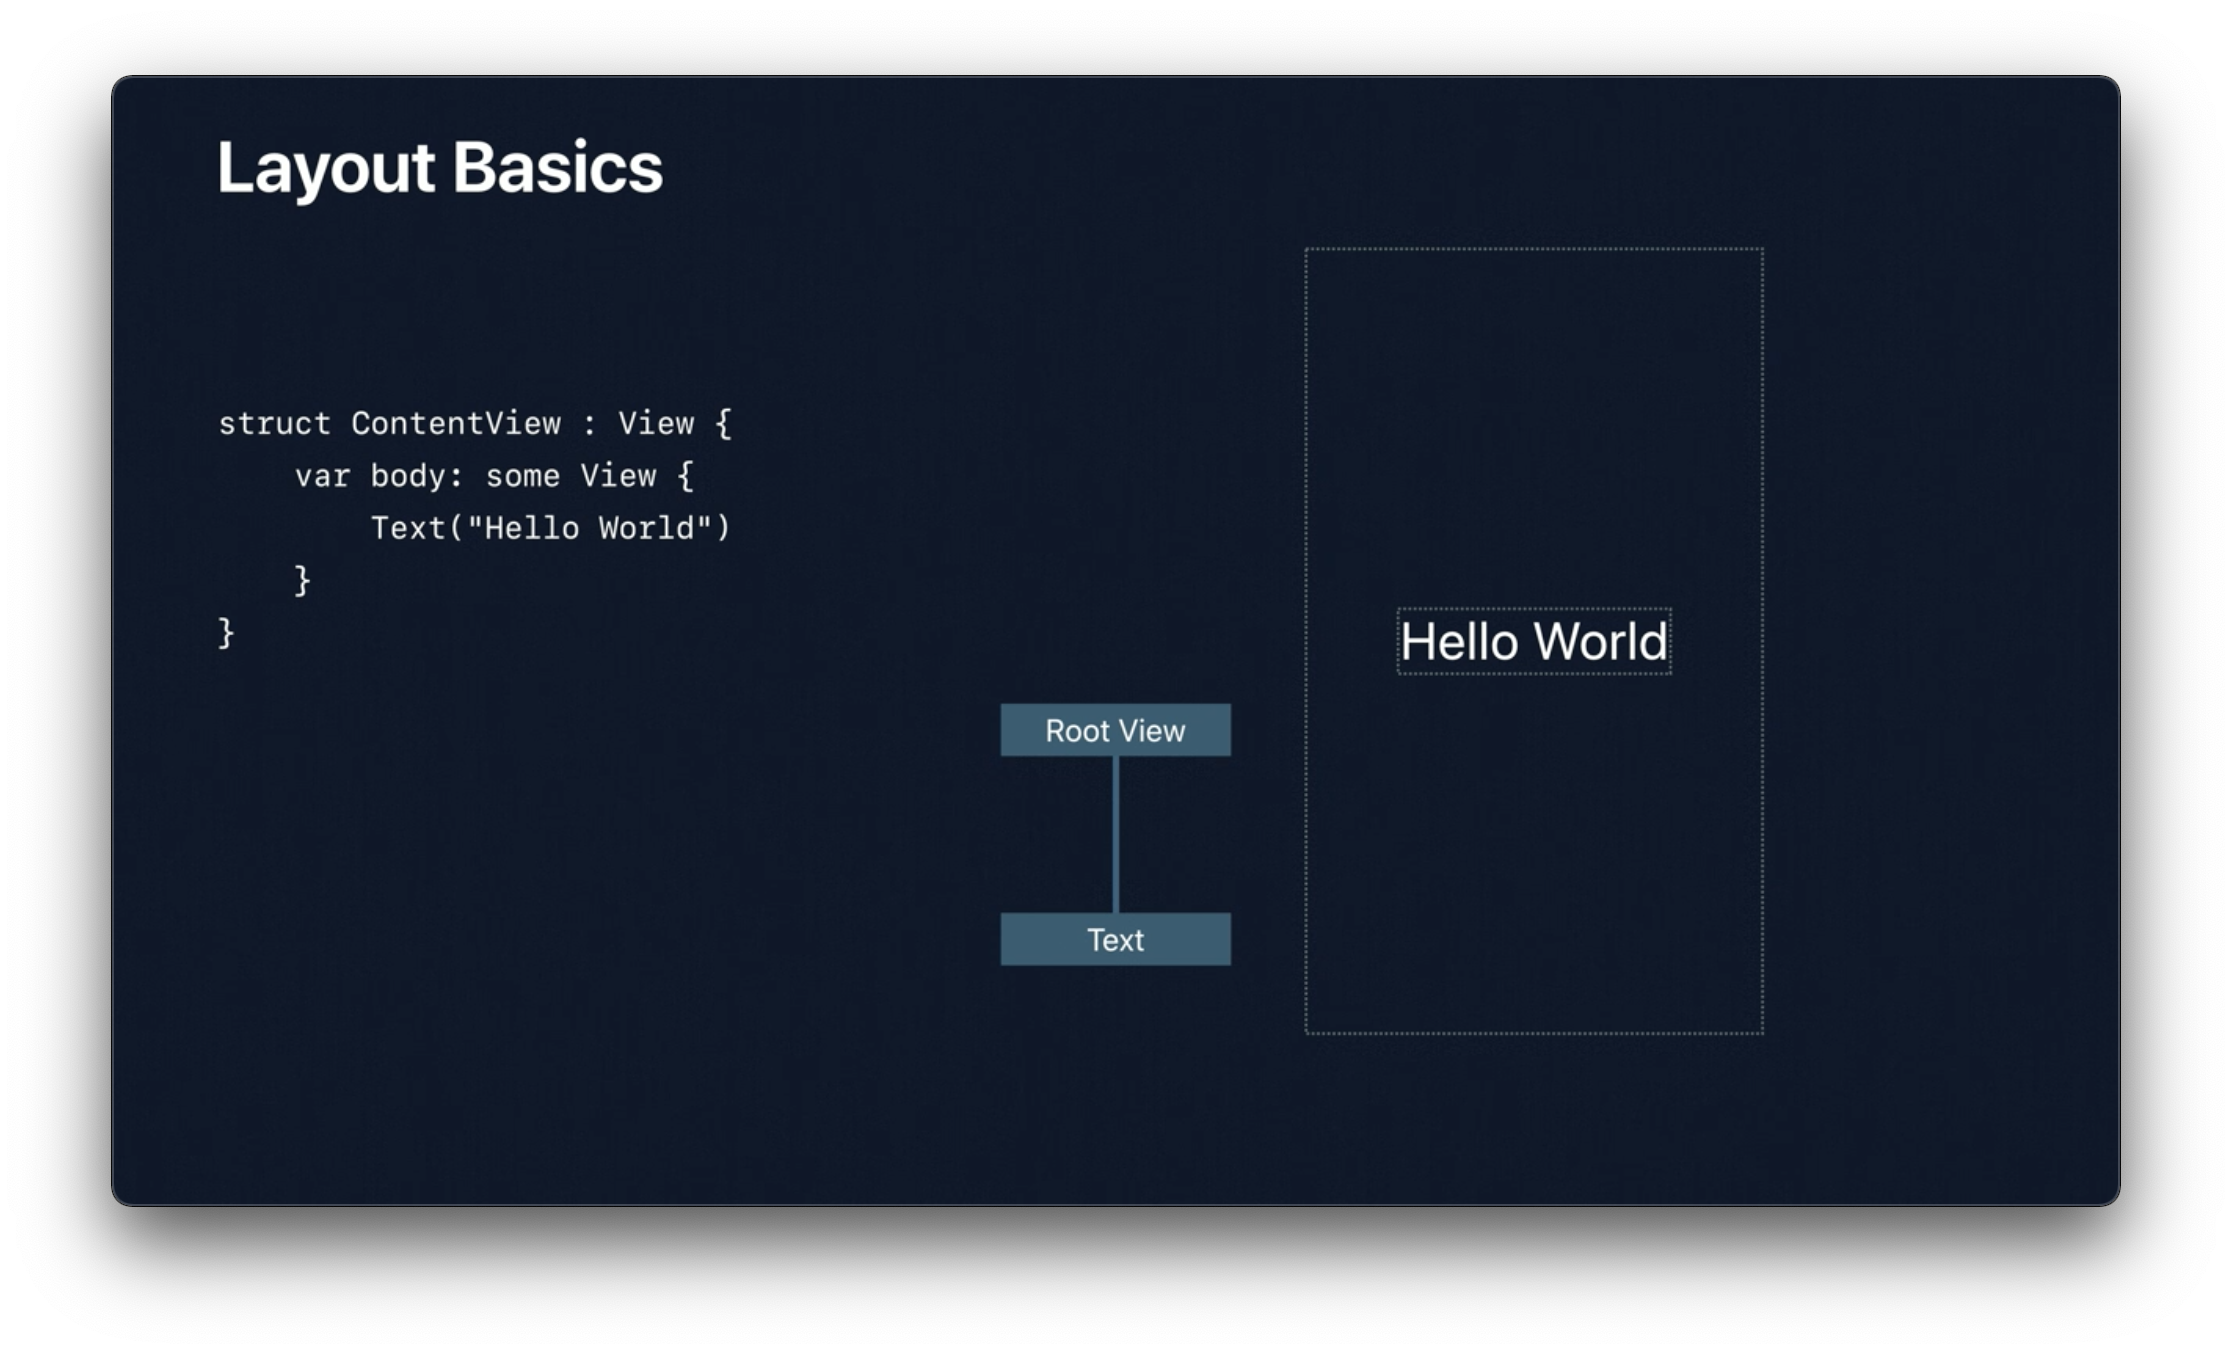 Layout Basics
struct ContentView : View {
    var body: some View {
        Text("Hello World")
    }
}
Hello World
Root View
Text